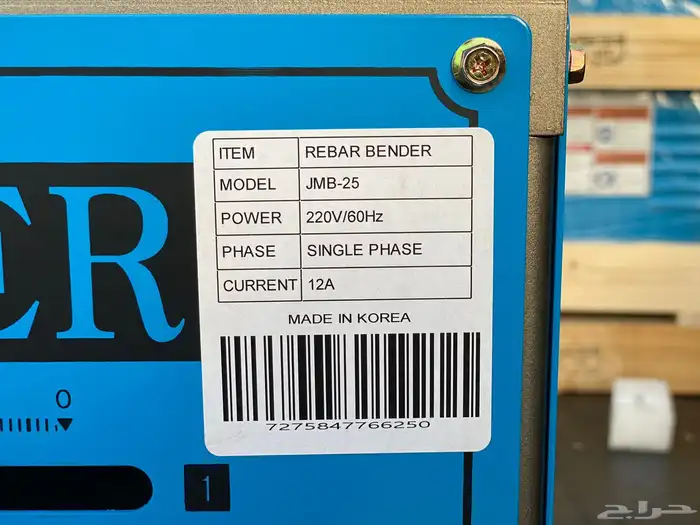 ITEM REBAR BENDER
MODEL JMB-25
POWER 220V/60Hz
PHASE SINGLE PHASE
CURRENT 12A
MADE IN KOREA
7275847766250
ER
0
1
حراج